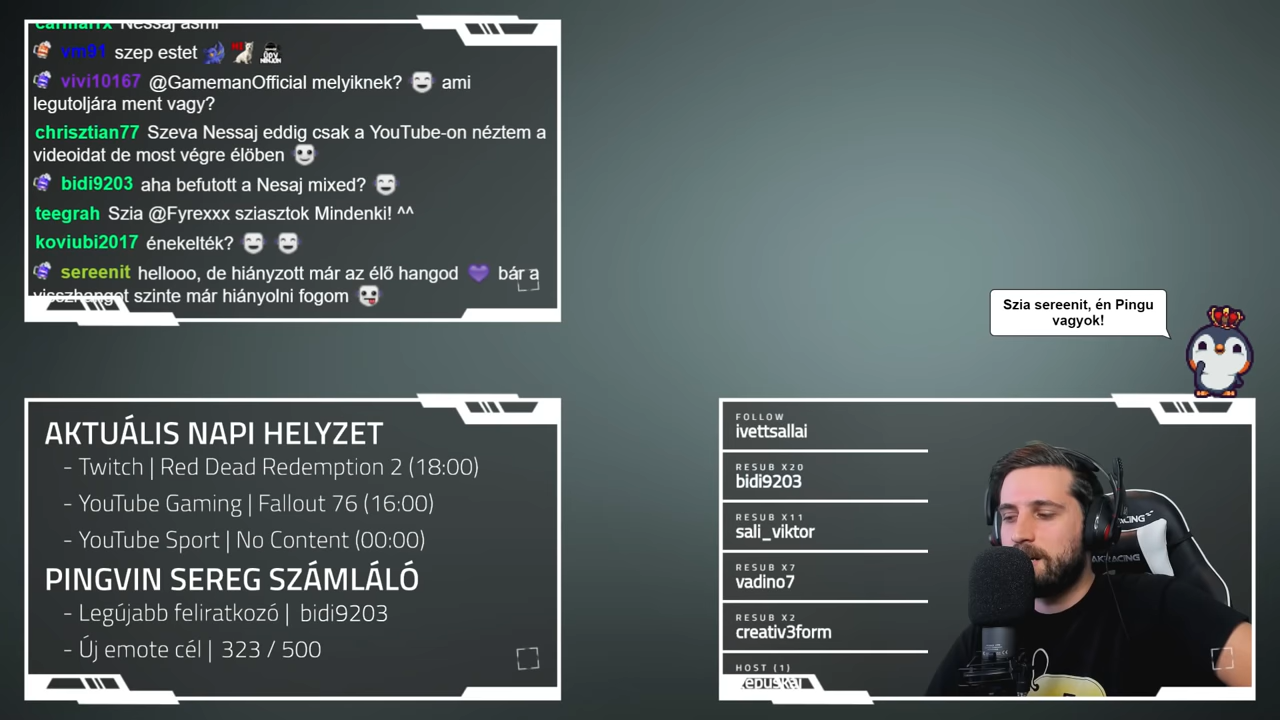 carmarrx Nessaj asmi
vm91 szep estet
vivi10167 @GamemanOfficial melyiknek? ami
legutoljára ment vagy?
chrisztian77 Szeva Nessaj eddig csak a YouTube-on néztem a
videoidat de most végre élöben
bidi9203 aha befutott a Nesaj mixed?
teegrah Szia @Fyrexxx sziasztok Mindenki! ^^
koviubi2017 énekelték?
sereenit hellooo, de hiányzott már az élő hangod bár a
visszhangot szinte már hiányolni fogom
Szia sereenit, én Pingu
vagyok!
AKTUÁLIS NAPI HELYZET
- Twitch | Red Dead Redemption 2 (18:00)
- YouTube Gaming | Fallout 76 (16:00)
- YouTube Sport | No Content (00:00)
PINGVIN SEREG SZÁMLÁLÓ
- Legújabb feliratkozó | bidi9203
- Új emote cél | 323 / 500
FOLLOW
ivettsallai
RESUB X20
bidi9203
RESUB X11
sali_viktor
RESUB X7
vadino7
RESUB X2
creativ3form
HOST (1)
AKRACING